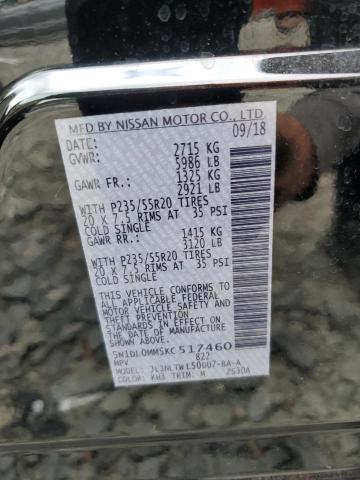 MFD BY NISSAN MOTOR CO., LTD.
DATE: 09/18
GVWR: 2715 KG
5986 LB
GAWR FR.: 1325 KG
2921 LB
WITH P235/55R20 TIRES
20 X 7.5 RIMS AT 35 PSI
COLD SINGLE
GAWR RR.: 1415 KG
3120 LB
WITH P235/55R20 TIRES
20 X 7.5 RIMS AT 35 PSI
COLD SINGLE
THIS VEHICLE CONFORMS TO
ALL APPLICABLE FEDERAL
MOTOR VEHICLE SAFETY AND
THEFT PREVENTION
STANDARDS IN EFFECT ON
THE DATE OF MANUFACTURE
SHOWN ABOVE.
5N1DL0MM5KC517460
MPV 822
MODEL: JL3NLTWL50GU7-BA-A
COLOR: KH3 TRIM: M ZS30A